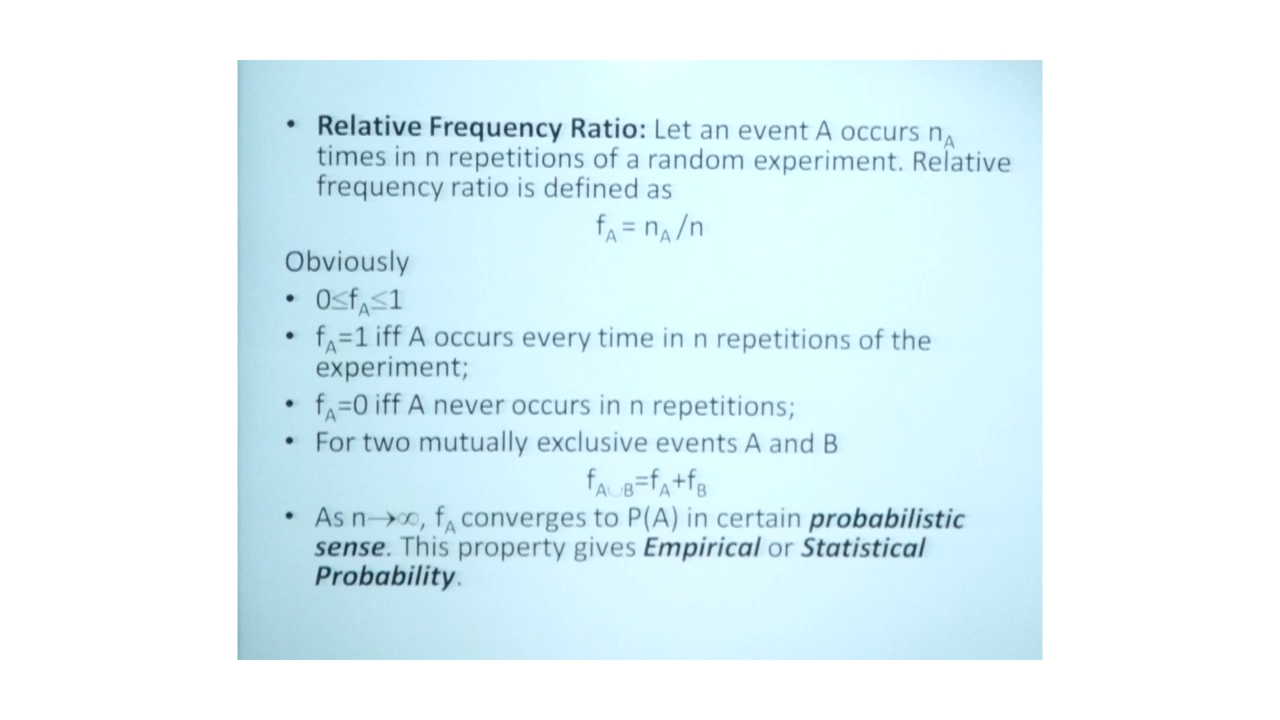 • Relative Frequency Ratio: Let an event A occurs nA
times in n repetitions of a random experiment. Relative
frequency ratio is defined as
fA = nA /n
Obviously
• 0≤fA≤1
• fA=1 iff A occurs every time in n repetitions of the
experiment;
• fA=0 iff A never occurs in n repetitions;
• For two mutually exclusive events A and B
fA∪B=fA+fB
• As n→∞, fA converges to P(A) in certain probabilistic
sense. This property gives Empirical or Statistical
Probability.